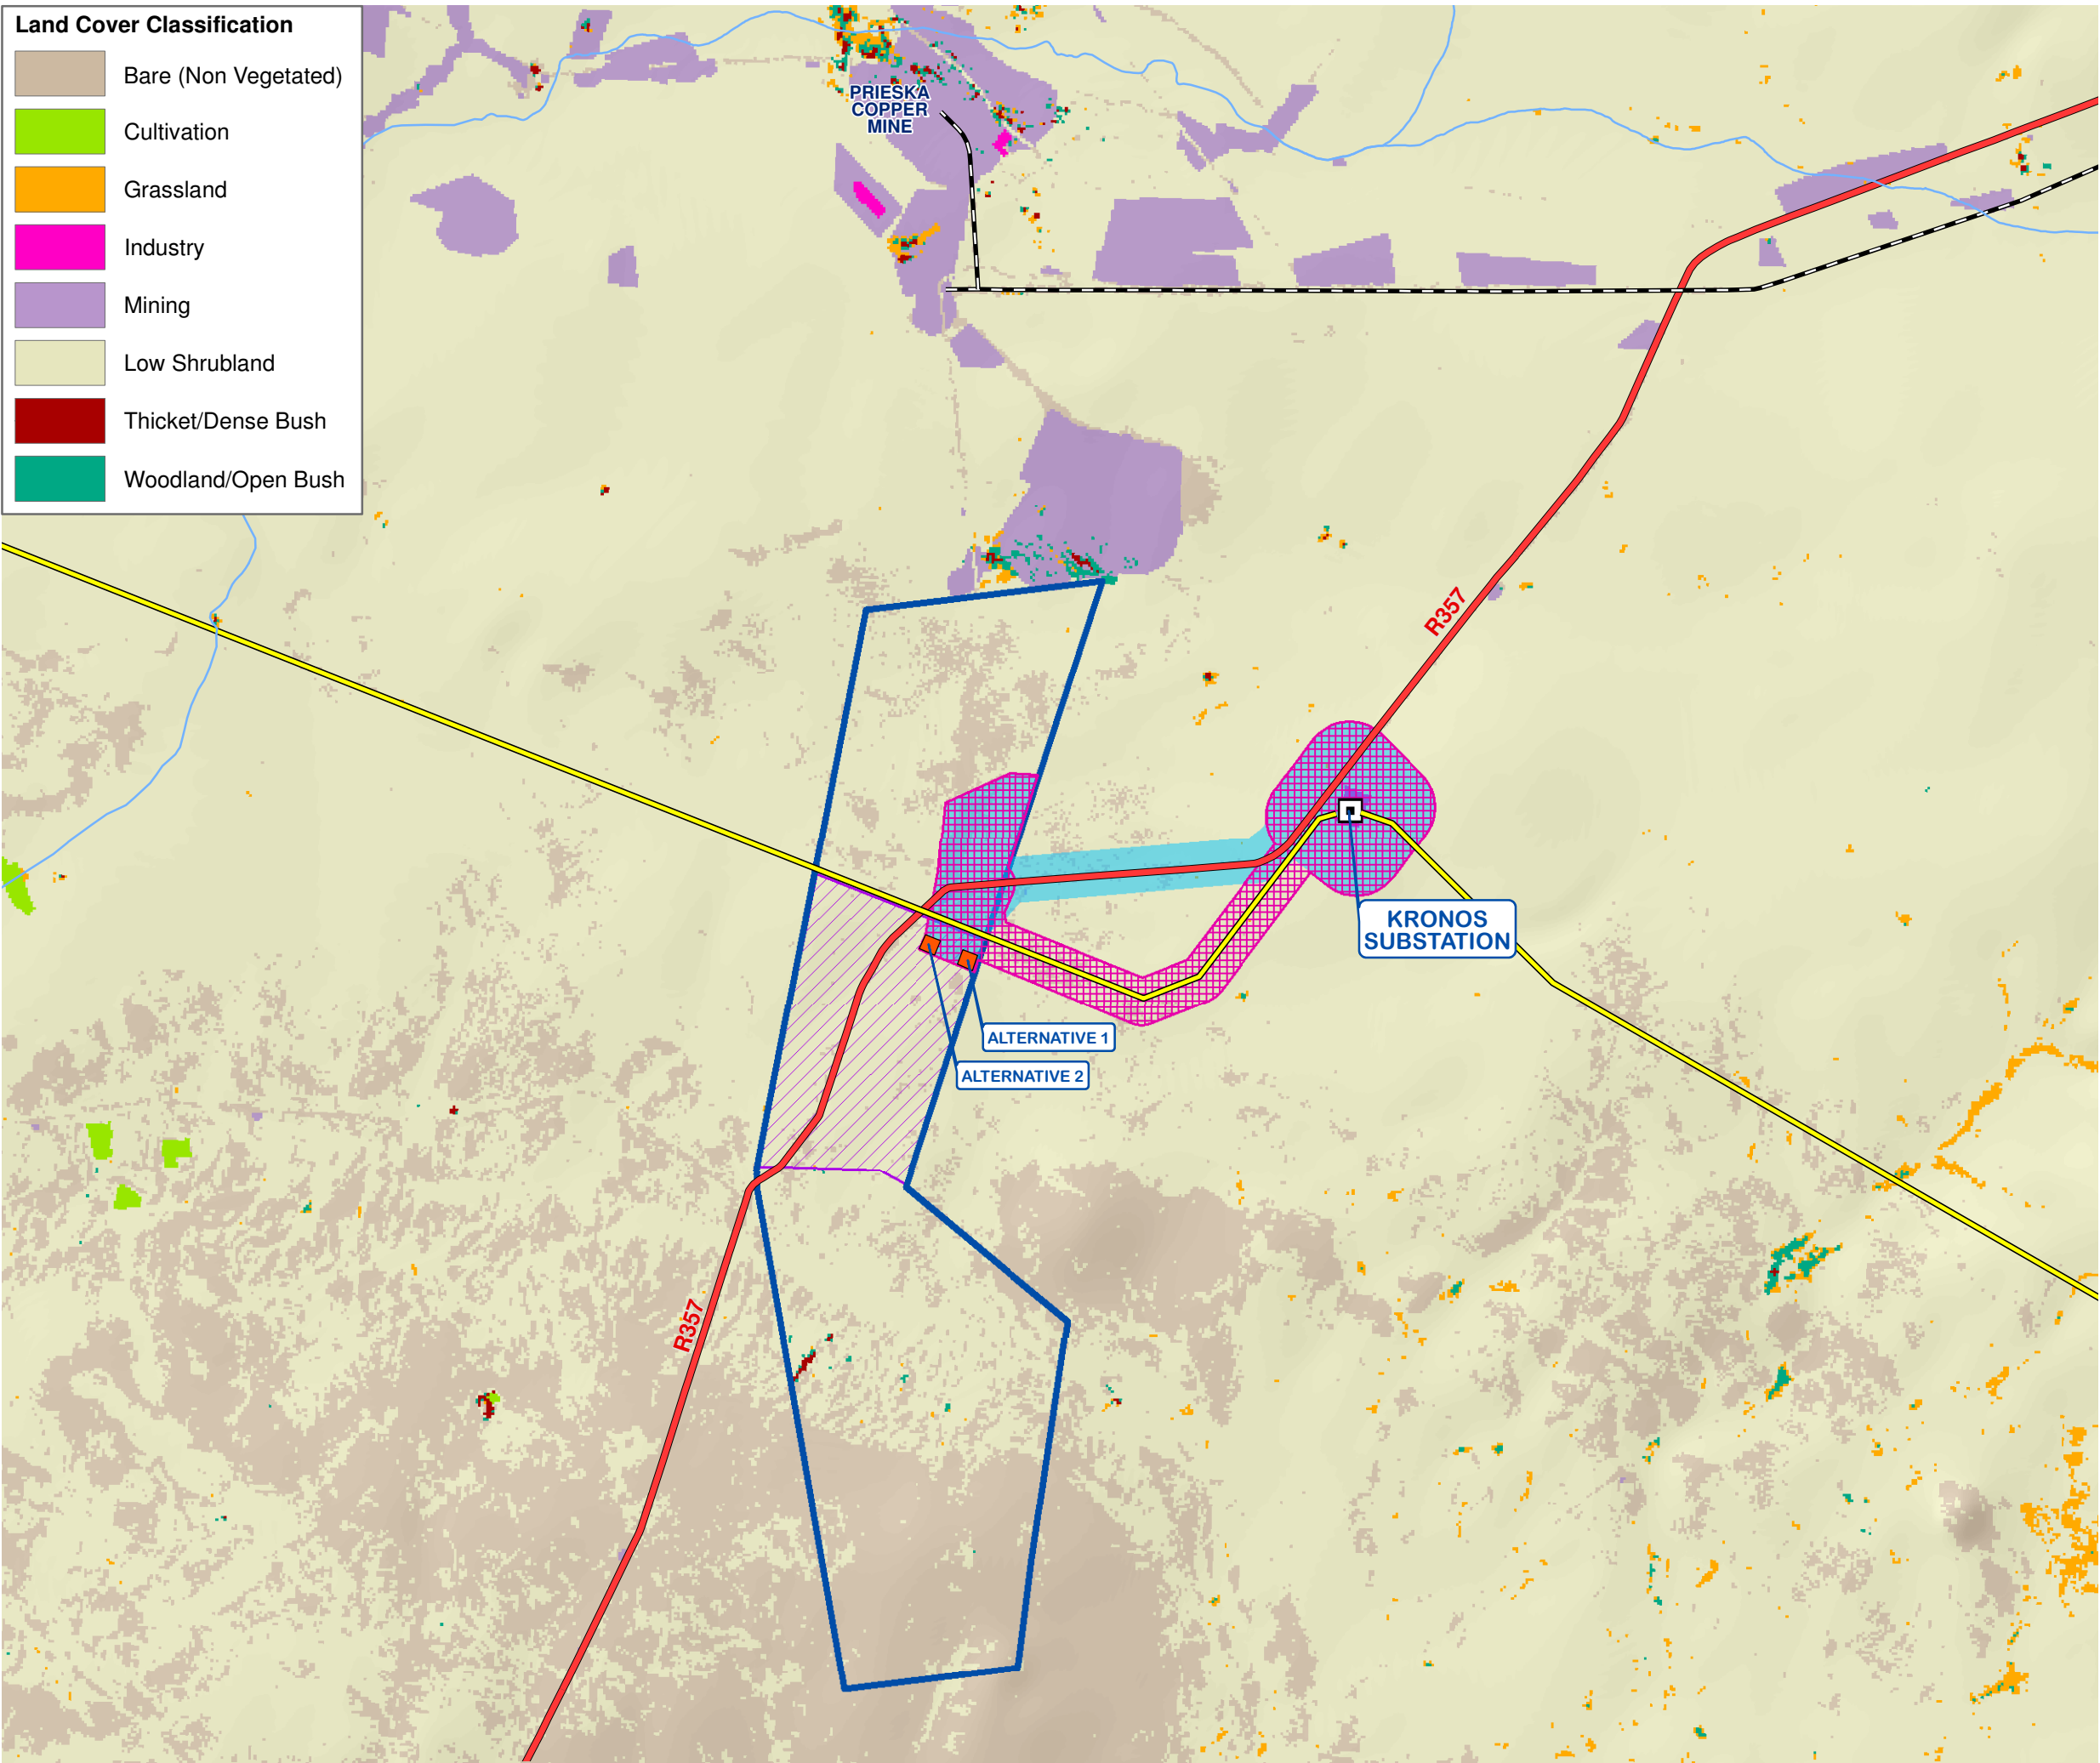 Land Cover Classification
Bare (Non Vegetated)
Cultivation
Grassland
Industry
Mining
Low Shrubland
Thicket/Dense Bush
Woodland/Open Bush
PRIESKA
COPPER
MINE
R357
KRONOS
SUBSTATION
ALTERNATIVE 1
ALTERNATIVE 2
R357